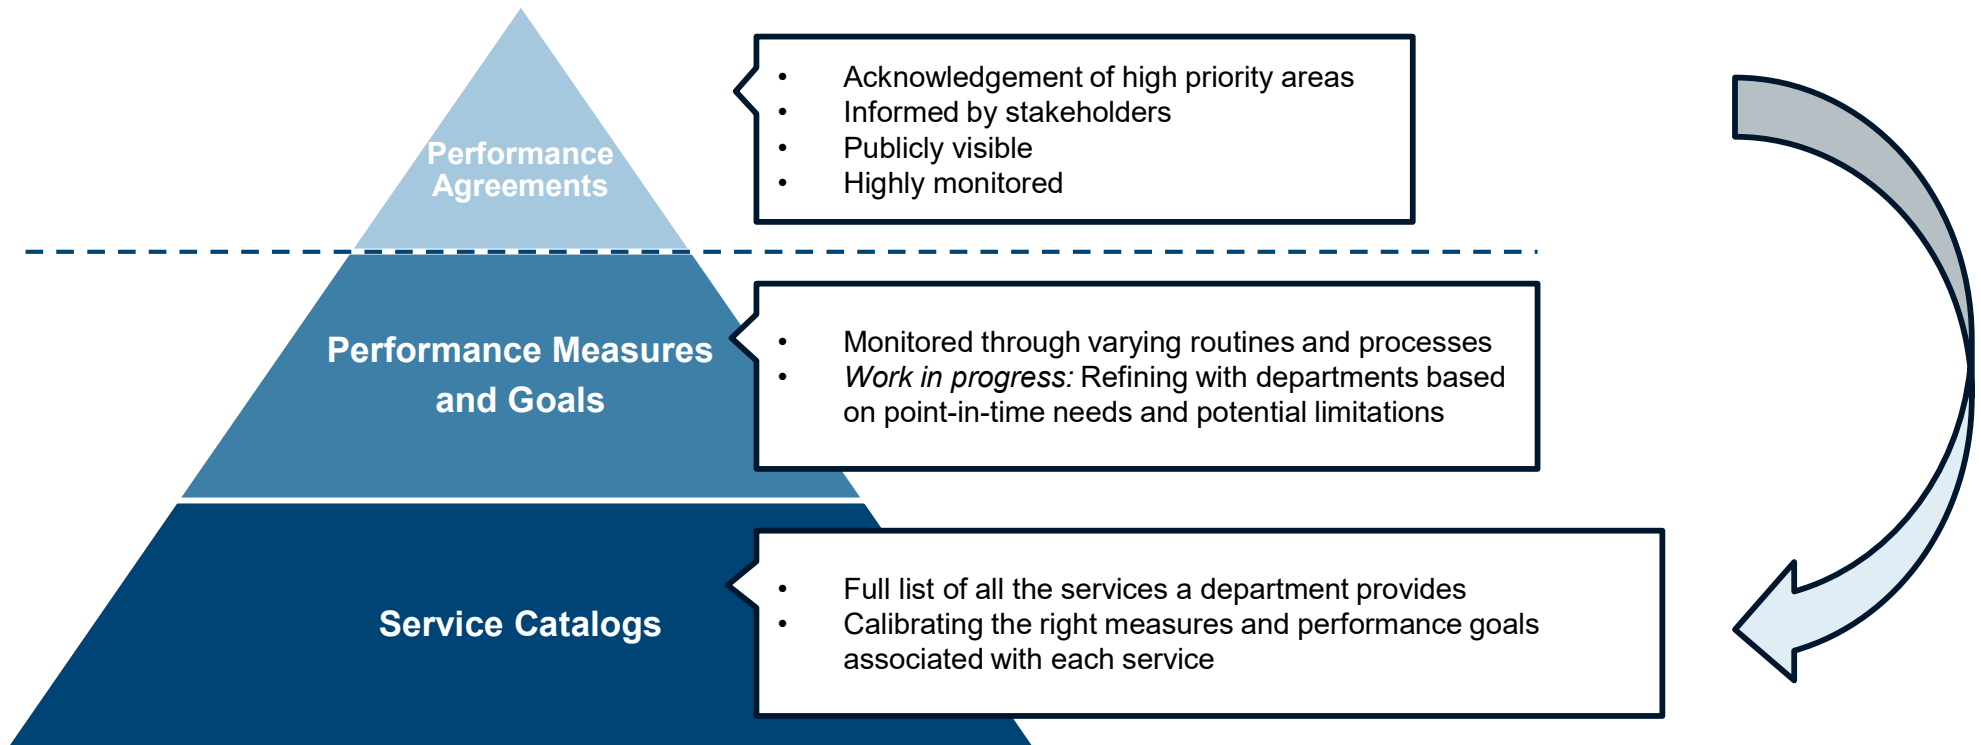 Performance
Agreements
• Acknowledgement of high priority areas
• Informed by stakeholders
• Publicly visible
• Highly monitored
Performance Measures
and Goals
• Monitored through varying routines and processes
• Work in progress: Refining with departments based
on point-in-time needs and potential limitations
Service Catalogs
• Full list of all the services a department provides
• Calibrating the right measures and performance goals
associated with each service